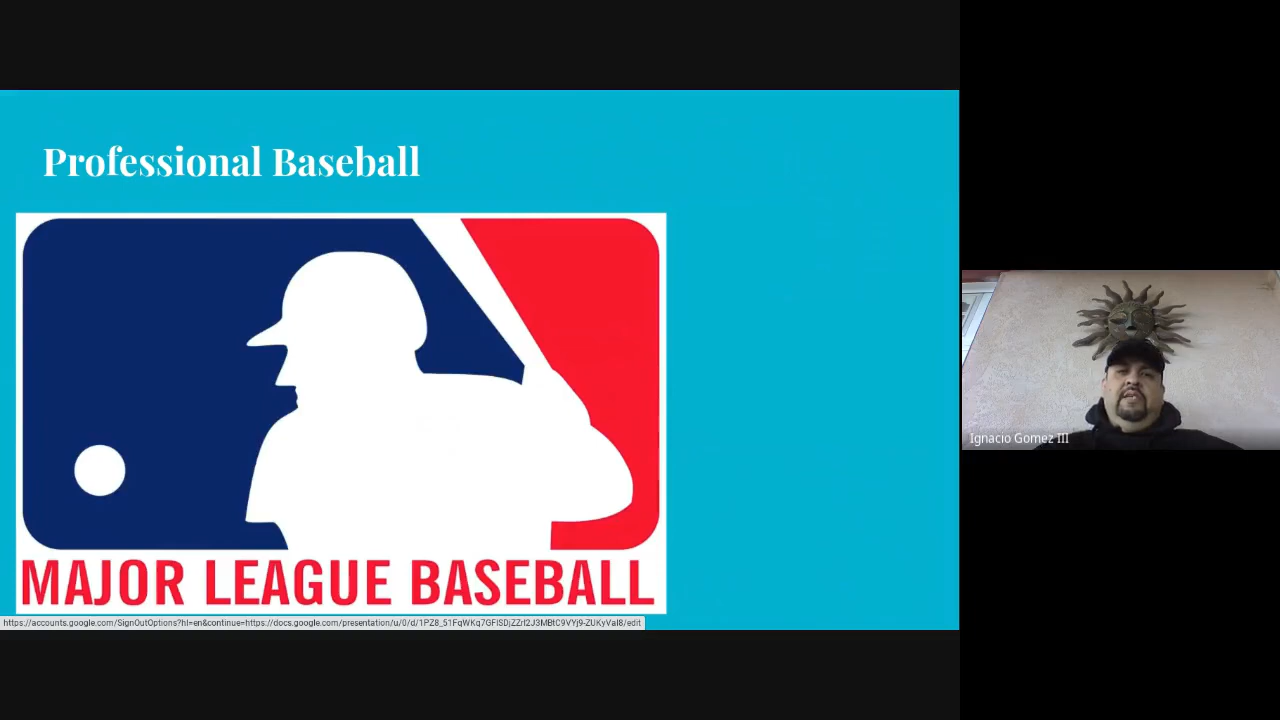 Professional Baseball
MAJOR LEAGUE BASEBALL
https://accounts.google.com/SignOutOptions?hl=en&continue=https://docs.google.com/presentation/u/0/d/1PZ8_51FqWKq7GFlSDjZZrI2J3MBtC9VYj9-ZUKyVaI8/edit
Ignacio Gomez III